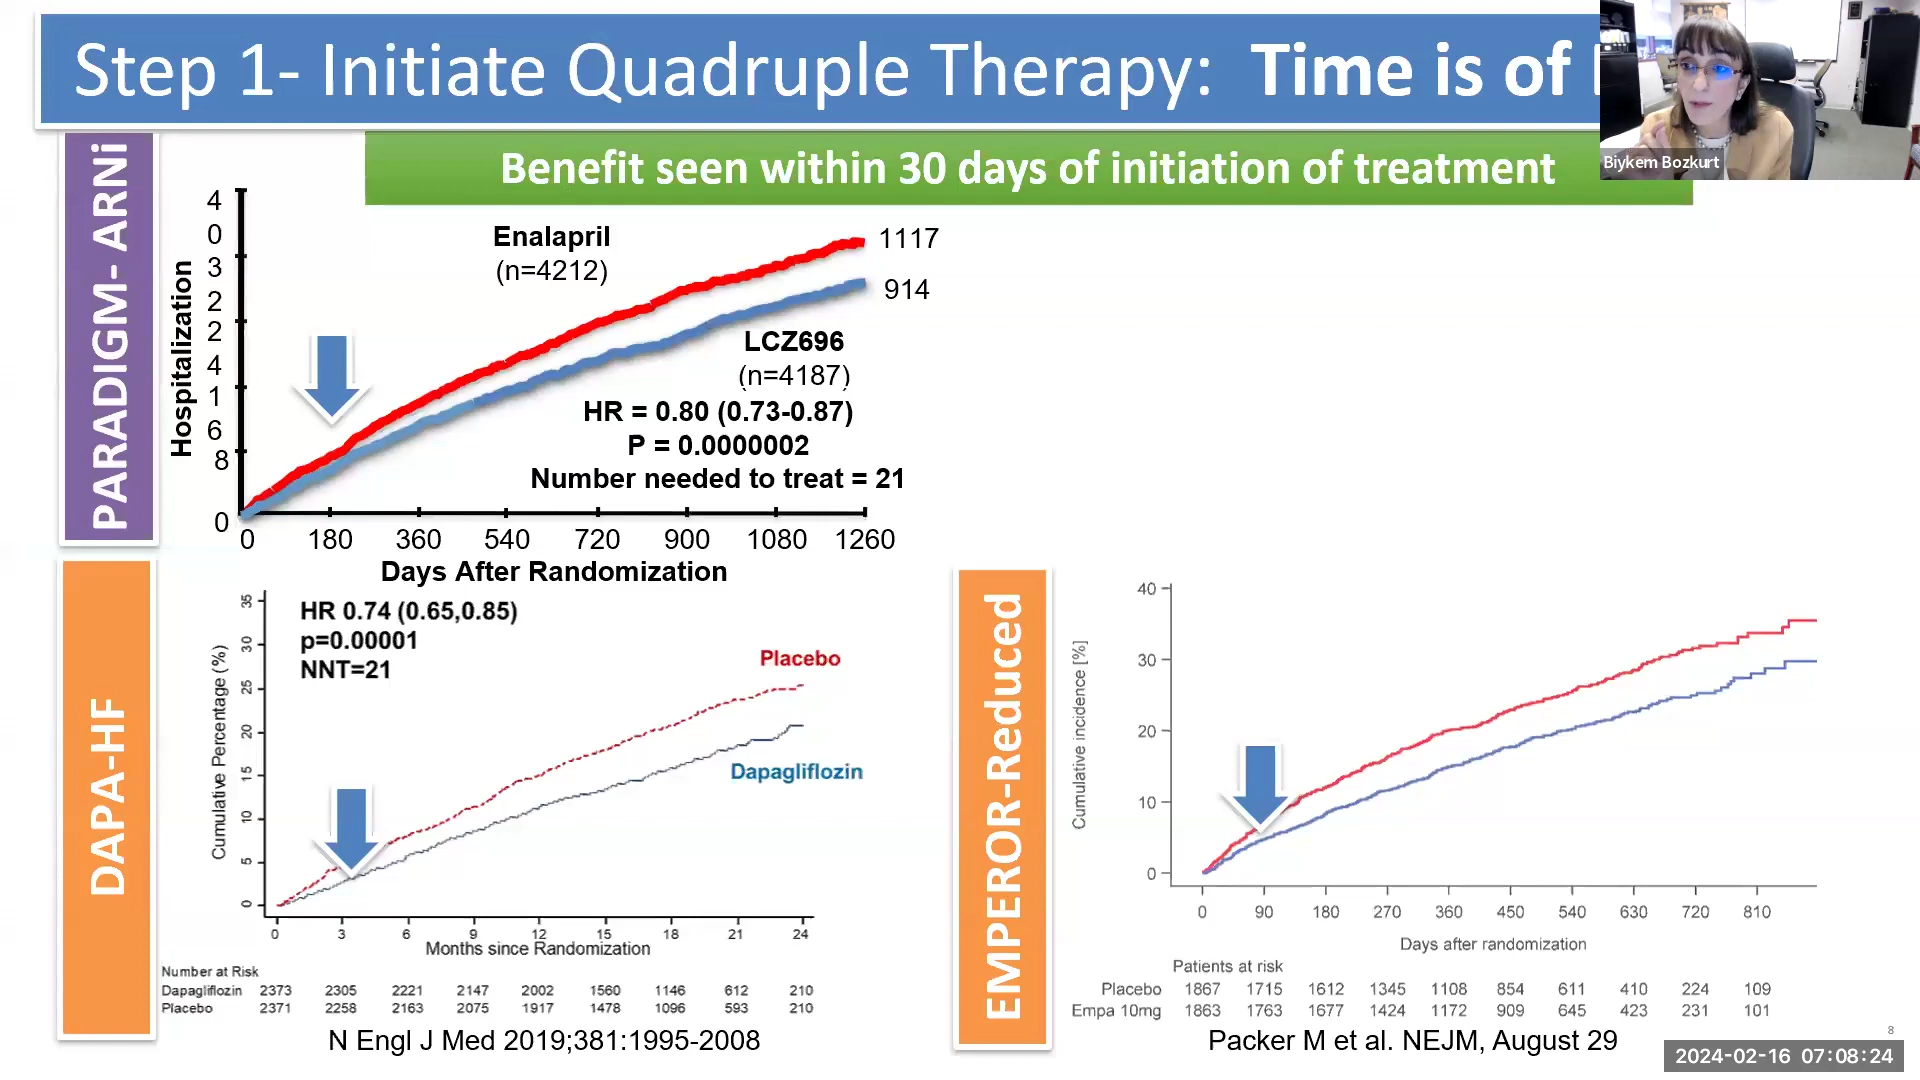 Step 1- Initiate Quadruple Therapy: Time is of
Biykem Bozkurt
Benefit seen within 30 days of initiation of treatment
PARADIGM- ARNi
Hospitalization
4
0
3
2
2
4
1
6
8
0
Enalapril
(n=4212)
1117
914
LCZ696
(n=4187)
HR = 0.80 (0.73-0.87)
P = 0.0000002
Number needed to treat = 21
0 180 360 540 720 900 1080 1260
Days After Randomization
DAPA-HF
Cumulative Percentage (%)
35
30
25
20
15
10
5
0
HR 0.74 (0.65,0.85)
p=0.00001
NNT=21
Placebo
Dapagliflozin
0 3 6 9 12 15 18 21 24
Months since Randomization
Number at Risk
Dapagliflozin 2373 2305 2221 2147 2002 1560 1146 612 210
Placebo 2371 2258 2163 2075 1917 1478 1096 593 210
N Engl J Med 2019;381:1995-2008
EMPEROR-Reduced
Cumulative incidence [%]
40
30
20
10
0
0 90 180 270 360 450 540 630 720 810
Days after randomization
Patients at risk
Placebo 1867 1715 1612 1345 1108 854 611 410 224 109
Empa 10mg 1863 1763 1677 1424 1172 909 645 423 231 101
Packer M et al. NEJM, August 29
8
2024-02-16 07:08:24